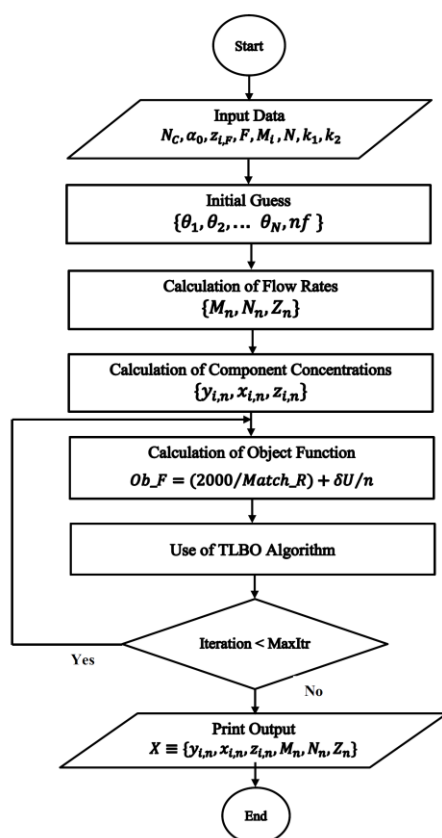 Start
Input Data
N_C, α_0, z_{i,F}, F, M_i, N, k_1, k_2
Initial Guess
{θ_1, θ_2, … θ_N, nf }
Calculation of Flow Rates
{M_n, N_n, Z_n}
Calculation of Component Concentrations
{y_{i,n}, x_{i,n}, z_{i,n}}
Calculation of Object Function
Ob_F = (2000/Match_R) + δU/n
Use of TLBO Algorithm
Iteration < MaxItr
Yes
No
Print Output
X ≡ {y_{i,n}, x_{i,n}, z_{i,n}, M_n, N_n, Z_n}
End